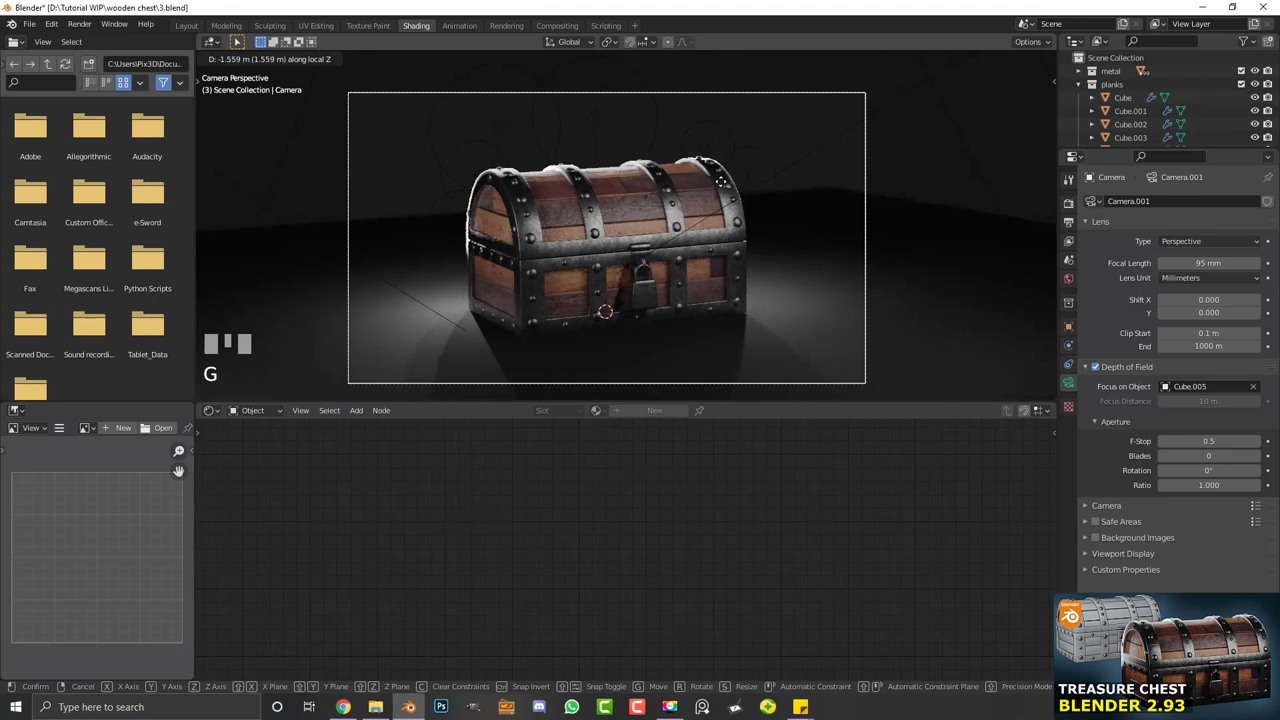 Blender* [D:\Tutorial WIP\wooden chest\3.blend]
File Edit Render Window Help Layout Modeling Sculpting UV Editing Texture Paint Shading Animation Rendering Compositing Scripting Scene View Layer
View Select Global Options
C:\Users\Pix3D\Docu...
D: -1.559 m (1.559 m) along local Z
Camera Perspective
(3) Scene Collection | Camera
Adobe Allegorithmic Audacity
Camtasia Custom Offic... e-Sword
Fax Megascans Li... Python Scripts
Scanned Doc... Sound recordi... Tablet_Data
G
Scene Collection
metal
planks
Cube
Cube.001
Cube.002
Cube.003
Camera Camera.001
Camera.001
Lens
Type Perspective
Focal Length 95 mm
Lens Unit Millimeters
Shift X 0.000
Y 0.000
Clip Start 0.1 m
End 1000 m
Depth of Field
Focus on Object Cube.005
Focus Distance 10 m
Aperture
F-Stop 0.5
Blades 0
Rotation 0°
Ratio 1.000
Camera
Safe Areas
Background Images
Viewport Display
Custom Properties
View New Open
Object View Select Add Node Slot New
Confirm Cancel X X Axis Y Y Axis Z Z Axis X X Plane Y Y Plane Z Z Plane C Clear Constraints Snap Invert Snap Toggle G Move R Rotate S Resize Automatic Constraint Automatic Constraint Plane Precision Mode
blender
TREASURE CHEST
BLENDER 2.93
Type here to search
Ps